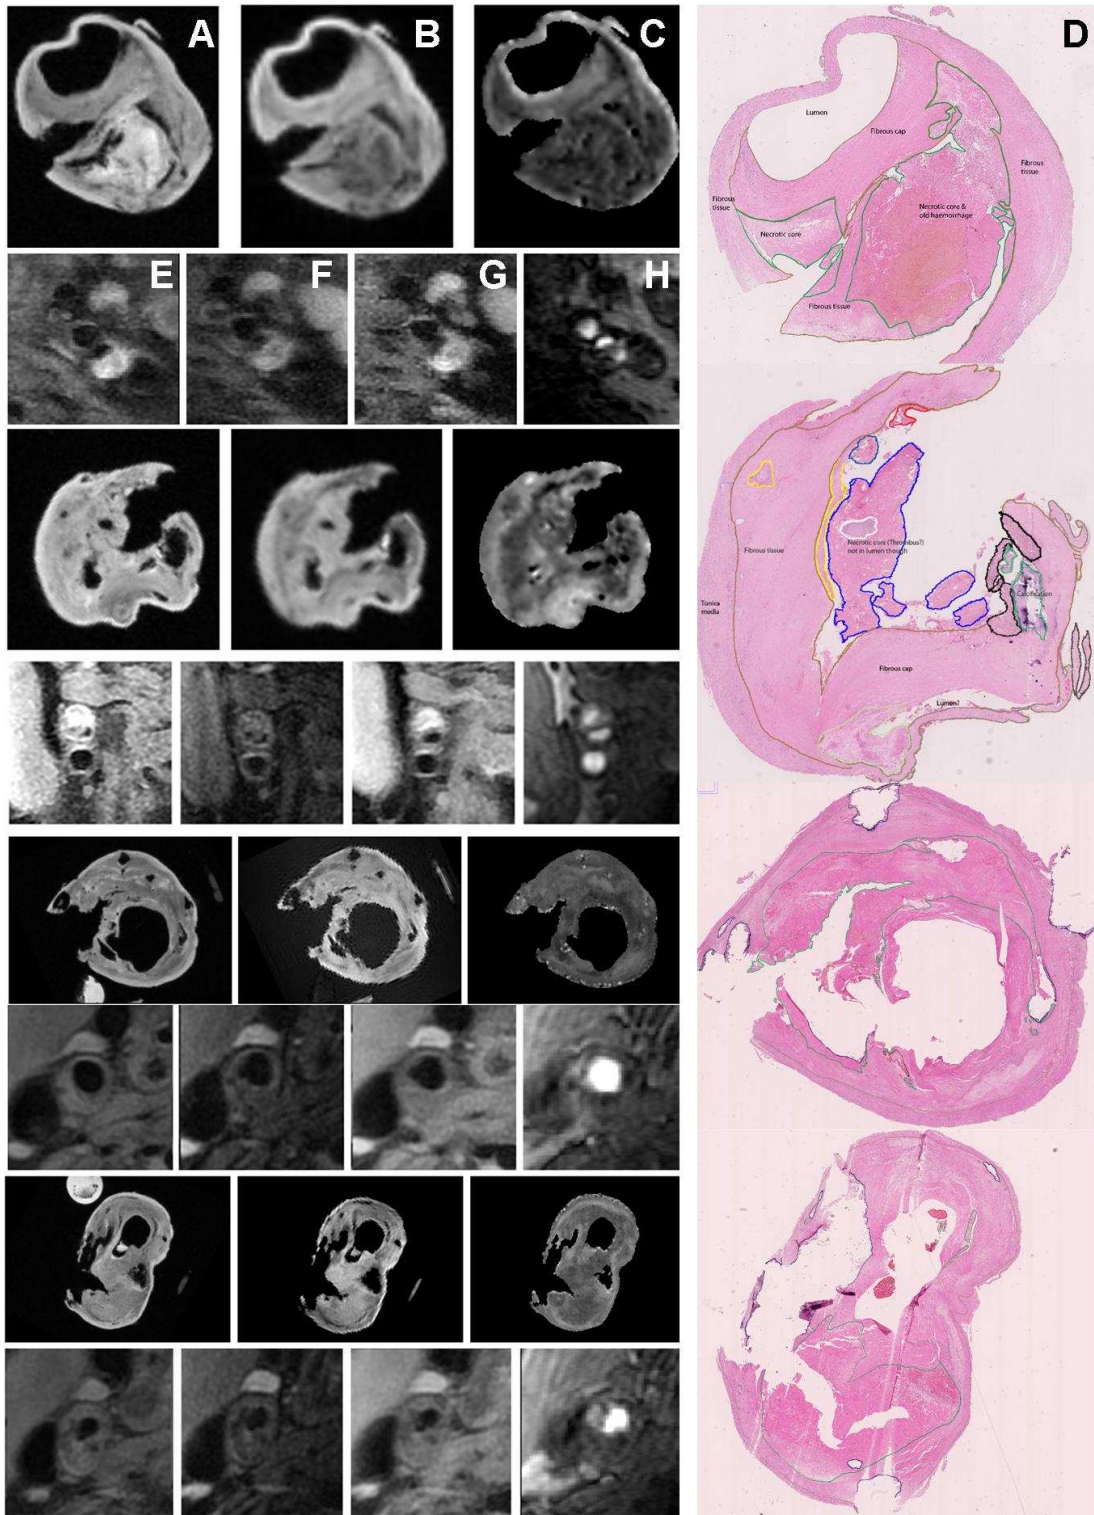 A
B
C
D
Lumen
Fibrous cap
Fibrous
tissue
Fibrous
tissue
Necrotic core &
old haemorrhage
Necrotic core
Fibrous tissue
E
F
G
H
Necrotic core (Thrombus?)
not in lumen though
Fibrous tissue
Calcification
Tunica
media
Fibrous cap
Lumen?